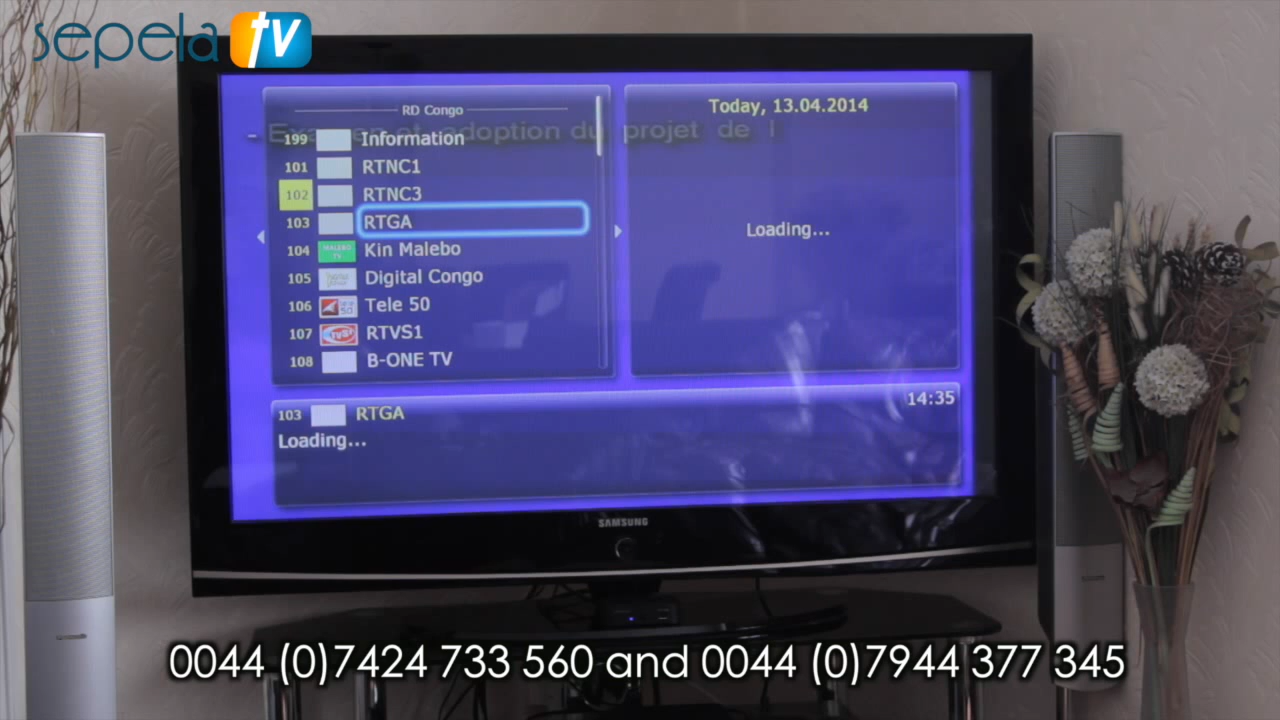 sepela tv
RD Congo
Today, 13.04.2014
199 Information
101 RTNC1
102 RTNC3
103 RTGA
104 MALEBO TV Kin Malebo
105 Digital Congo
106 Tele 50
107 RTVS1
108 B-ONE TV
adoption du projet de l
Loading...
103 RTGA
14:35
Loading...
SAMSUNG
0044 (0)7424 733 560 and 0044 (0)7944 377 345